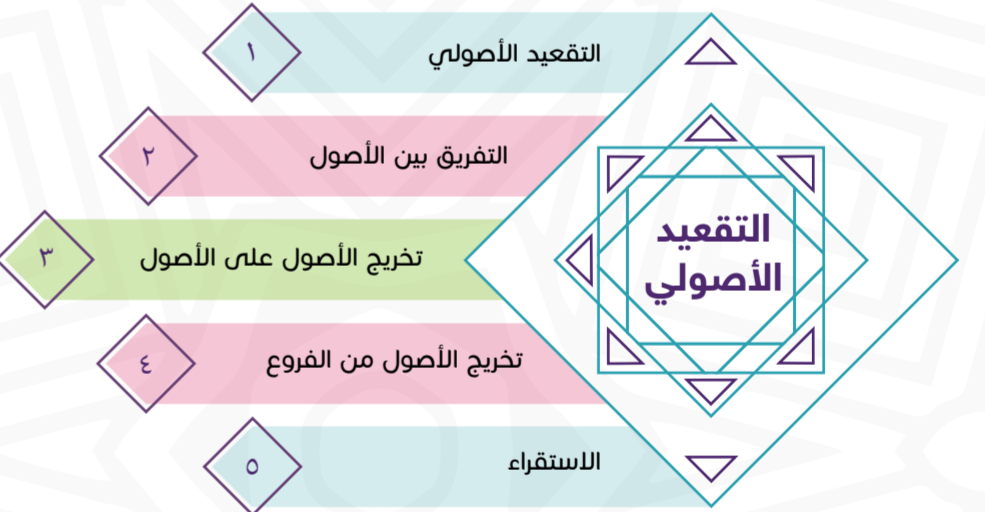 التقعيد الأصولي
١
التفريق بين الأصول
٢
تخريج الأصول على الأصول
٣
تخريج الأصول من الفروع
٤
الاستقراء
٥
التقعيد
الأصولي